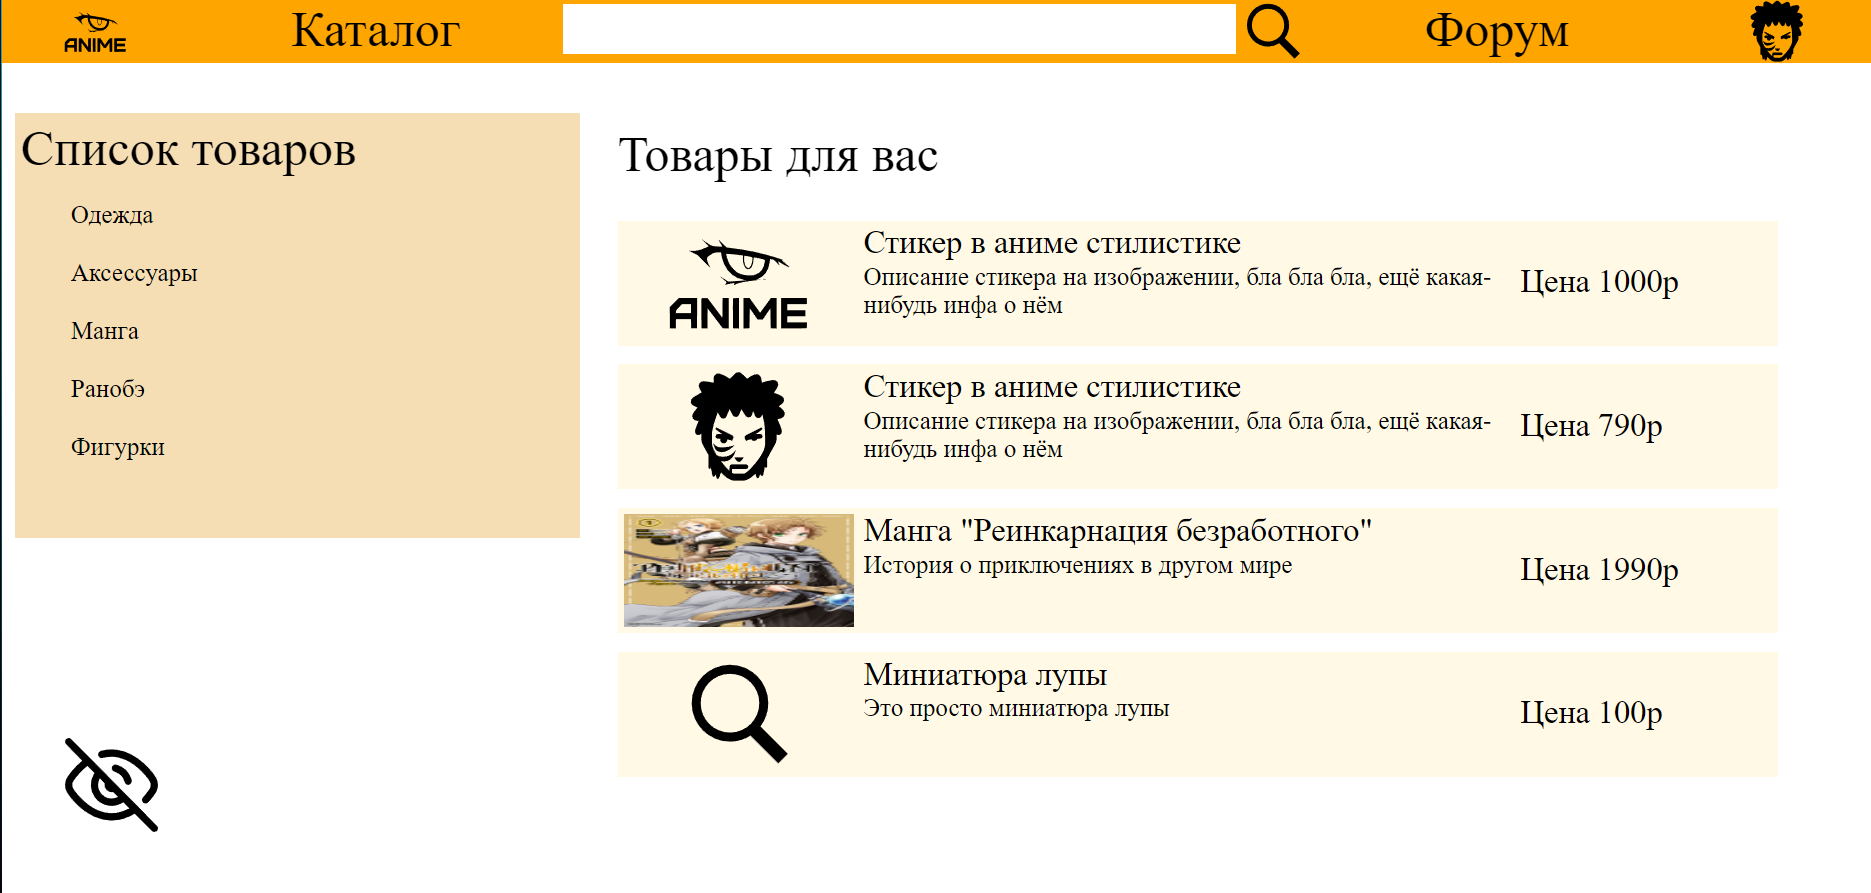 ANIME
Каталог
Форум
Список товаров
Одежда
Аксессуары
Манга
Ранобэ
Фигурки
Товары для вас
ANIME
Стикер в аниме стилистике
Описание стикера на изображении, бла бла бла, ещё какая-
нибудь инфа о нём
Цена 1000р
Стикер в аниме стилистике
Описание стикера на изображении, бла бла бла, ещё какая-
нибудь инфа о нём
Цена 790р
Манга "Реинкарнация безработного"
История о приключениях в другом мире
Цена 1990р
Миниатюра лупы
Это просто миниатюра лупы
Цена 100р